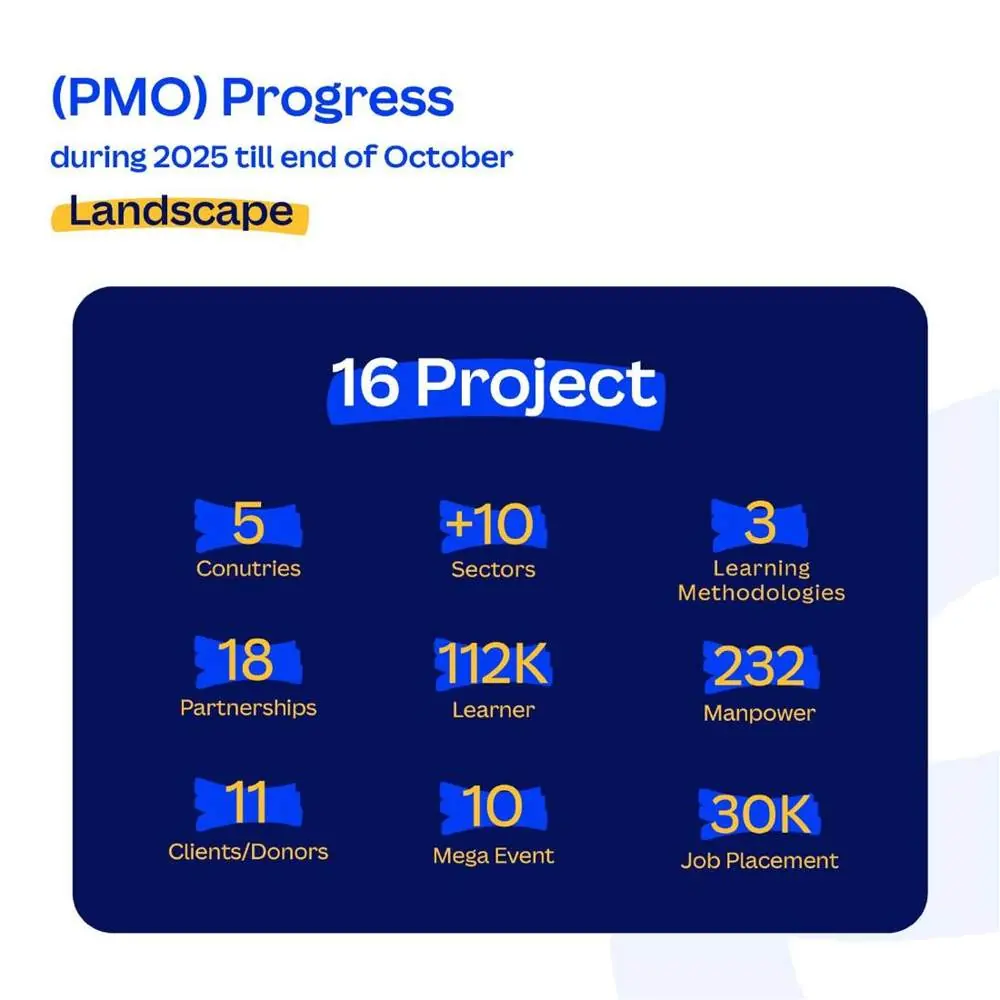 (PMO) Progress
during 2025 till end of October
Landscape
16 Project
5
Conutries
+10
Sectors
3
Learning
Methodologies
18
Partnerships
112K
Learner
232
Manpower
11
Clients/Donors
10
Mega Event
30K
Job Placement